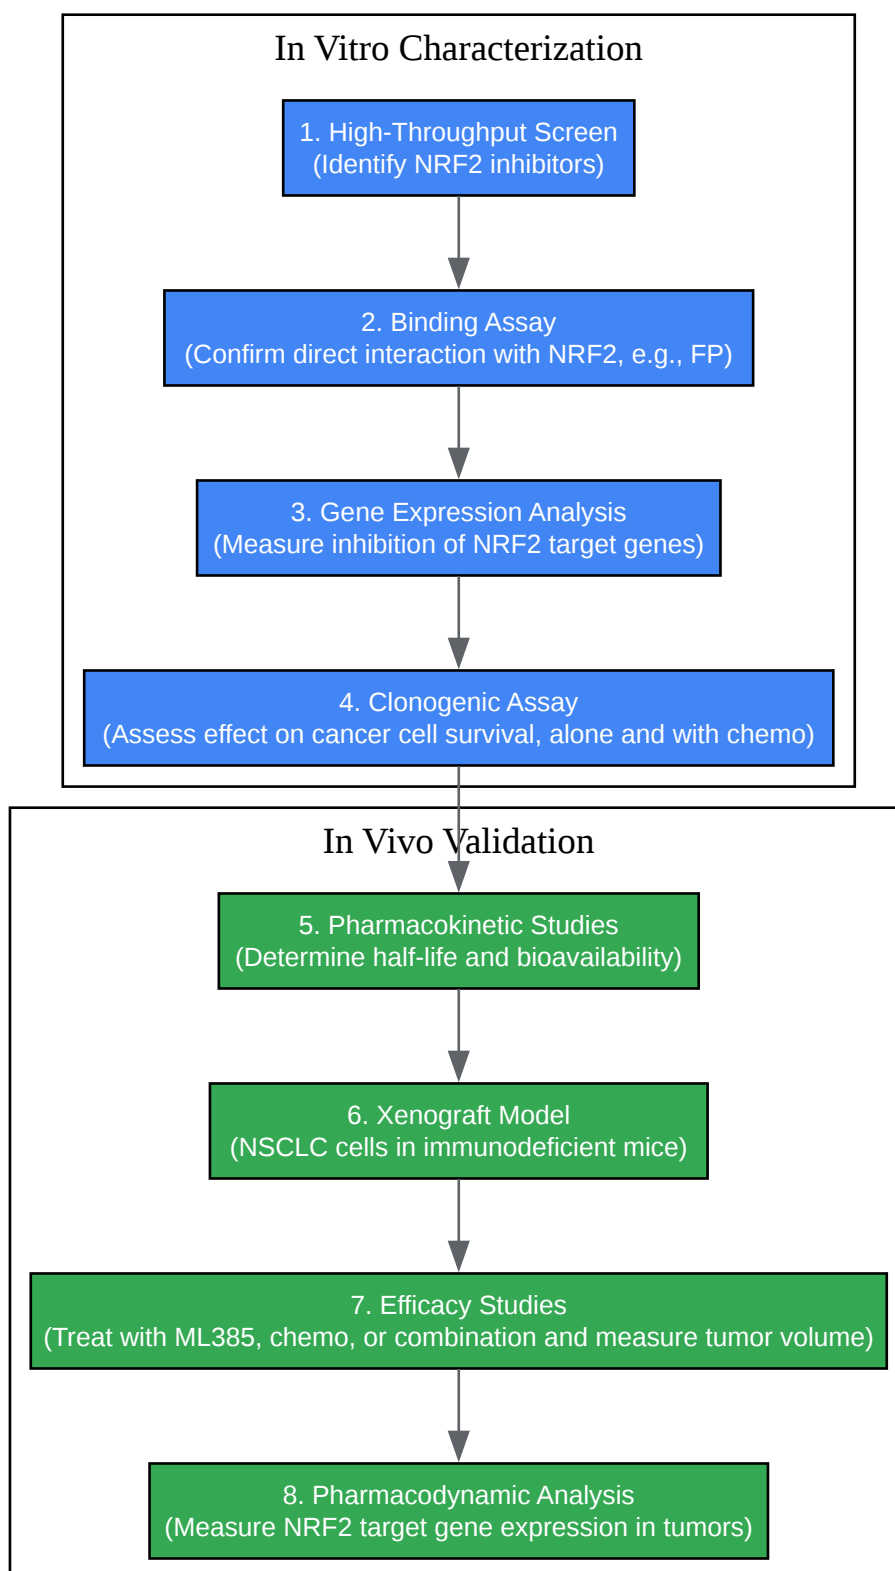 In Vitro Characterization
1. High-Throughput Screen
(Identify NRF2 inhibitors)
2. Binding Assay
(Confirm direct interaction with NRF2, e.g., FP)
3. Gene Expression Analysis
(Measure inhibition of NRF2 target genes)
4. Clonogenic Assay
(Assess effect on cancer cell survival, alone and with chemo)
In Vivo Validation
5. Pharmacokinetic Studies
(Determine half-life and bioavailability)
6. Xenograft Model
(NSCLC cells in immunodeficient mice)
7. Efficacy Studies
(Treat with ML385, chemo, or combination and measure tumor volume)
8. Pharmacodynamic Analysis
(Measure NRF2 target gene expression in tumors)